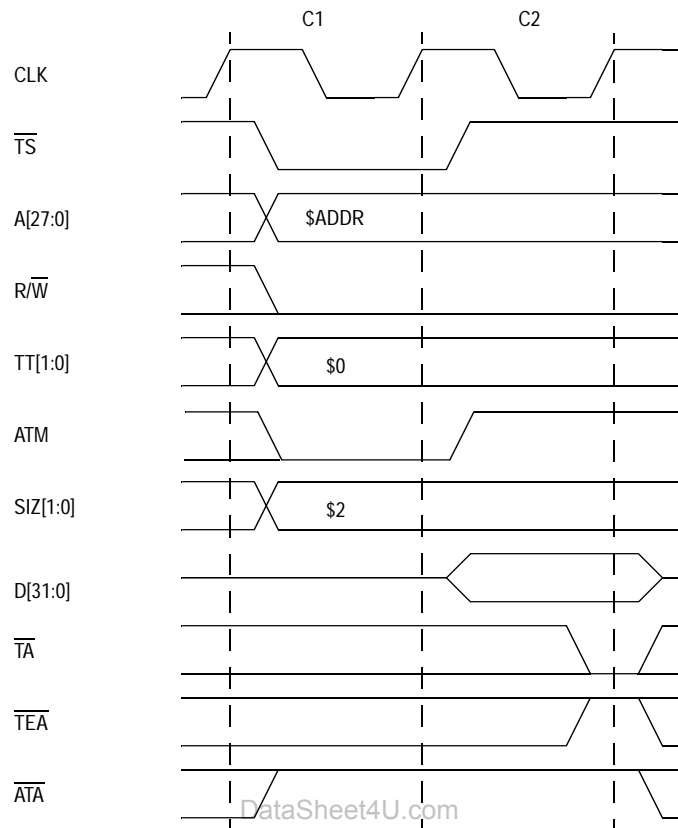 C1 C2
CLK
TS
A[27:0] $ADDR
R/W
TT[1:0] $0
ATM
SIZ[1:0] $2
D[31:0]
TA
TEA
ATA
DataSheet4U.com